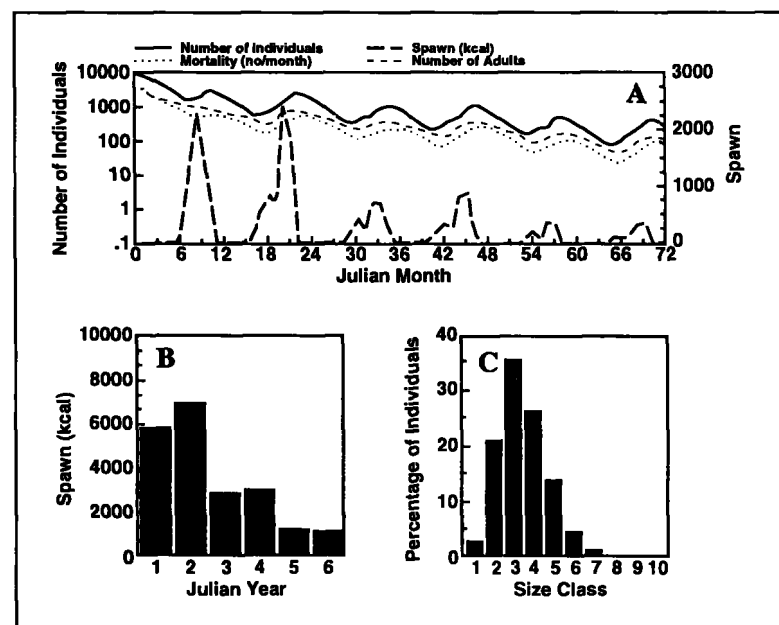 Number of Individuals
Spawn (kcal)
Mortality (no/month)
Number of Adults
10000
1000
100
10
1
.1
Number of Individuals
A
3000
2000
1000
0
Spawn
0 6 12 18 24 30 36 42 48 54 60 66 72
Julian Month
B
10000
8000
6000
4000
2000
0
Spawn (kcal)
1 2 3 4 5 6
Julian Year
C
40
30
20
10
0
Percentage of Individuals
1 2 3 4 5 6 7 8 9 10
Size Class